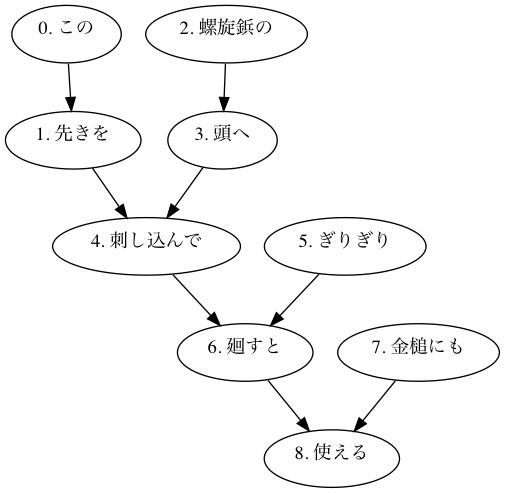 0. この
2. 螺旋鋲の
1. 先きを
3. 頭へ
4. 刺し込んで
5. ぎりぎり
6. 廻すと
7. 金槌にも
8. 使える